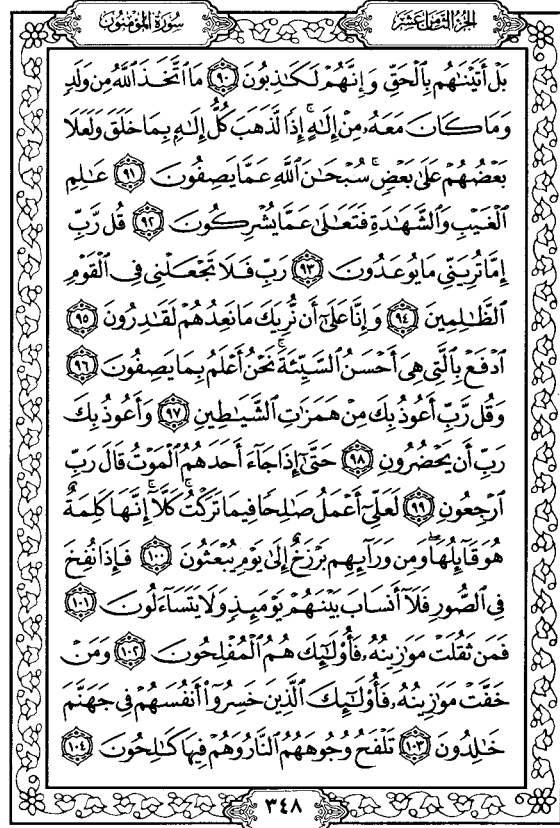 سُورَةُ المُؤْمِنُونَ
الجُزْءُ الثَّامِنَ عَشَرَ
بَلْ أَتَيْنَٰهُم بِٱلْحَقِّ وَإِنَّهُمْ لَكَٰذِبُونَ ﴿٩٠﴾ مَا ٱتَّخَذَ ٱللَّهُ مِن وَلَدٍ
وَمَا كَانَ مَعَهُۥ مِنْ إِلَٰهٍ ۚ إِذًا لَّذَهَبَ كُلُّ إِلَٰهٍۭ بِمَا خَلَقَ وَلَعَلَا
بَعْضُهُمْ عَلَىٰ بَعْضٍ ۚ سُبْحَٰنَ ٱللَّهِ عَمَّا يَصِفُونَ ﴿٩١﴾ عَٰلِمِ
ٱلْغَيْبِ وَٱلشَّهَٰدَةِ فَتَعَٰلَىٰ عَمَّا يُشْرِكُونَ ﴿٩٢﴾ قُل رَّبِّ
إِمَّا تُرِيَنِّى مَا يُوعَدُونَ ﴿٩٣﴾ رَبِّ فَلَا تَجْعَلْنِى فِى ٱلْقَوْمِ
ٱلظَّٰلِمِينَ ﴿٩٤﴾ وَإِنَّا عَلَىٰٓ أَن نُّرِيَكَ مَا نَعِدُهُمْ لَقَٰدِرُونَ ﴿٩٥﴾
ٱدْفَعْ بِٱلَّتِى هِىَ أَحْسَنُ ٱلسَّيِّئَةَ ۚ نَحْنُ أَعْلَمُ بِمَا يَصِفُونَ ﴿٩٦﴾
وَقُل رَّبِّ أَعُوذُ بِكَ مِنْ هَمَزَٰتِ ٱلشَّيَٰطِينِ ﴿٩٧﴾ وَأَعُوذُ بِكَ
رَبِّ أَن يَحْضُرُونِ ﴿٩٨﴾ حَتَّىٰٓ إِذَا جَآءَ أَحَدَهُمُ ٱلْمَوْتُ قَالَ رَبِّ
ٱرْجِعُونِ ﴿٩٩﴾ لَعَلِّىٓ أَعْمَلُ صَٰلِحًا فِيمَا تَرَكْتُ ۚ كَلَّآ ۚ إِنَّهَا كَلِمَةٌ
هُوَ قَآئِلُهَا ۖ وَمِن وَرَآئِهِم بَرْزَخٌ إِلَىٰ يَوْمِ يُبْعَثُونَ ﴿١٠٠﴾ فَإِذَا نُفِخَ
فِى ٱلصُّورِ فَلَآ أَنسَابَ بَيْنَهُمْ يَوْمَئِذٍ وَلَا يَتَسَآءَلُونَ ﴿١٠١﴾
فَمَن ثَقُلَتْ مَوَٰزِينُهُۥ فَأُو۟لَٰٓئِكَ هُمُ ٱلْمُفْلِحُونَ ﴿١٠٢﴾ وَمَنْ
خَفَّتْ مَوَٰزِينُهُۥ فَأُو۟لَٰٓئِكَ ٱلَّذِينَ خَسِرُوٓا۟ أَنفُسَهُمْ فِى جَهَنَّمَ
خَٰلِدُونَ ﴿١٠٣﴾ تَلْفَحُ وُجُوهَهُمُ ٱلنَّارُ وَهُمْ فِيهَا كَٰلِحُونَ ﴿١٠٤﴾
٣٤٨